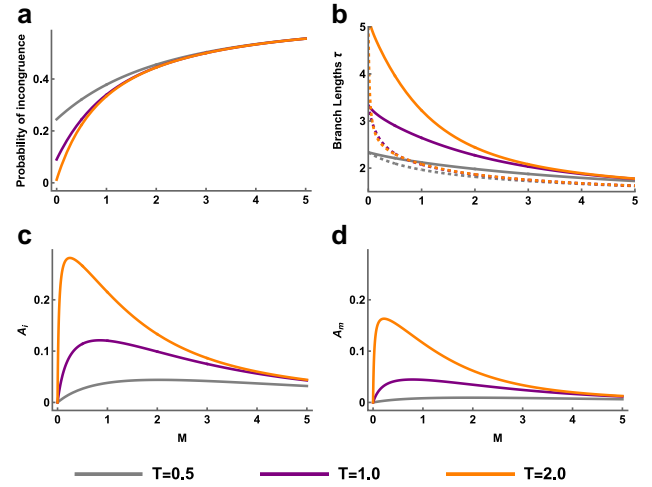 a
b
Probability of incongruence
0.4
0.2
0
0 1 2 3 4 5
Branch Lengths τ
5
4
3
2
0 1 2 3 4 5
c
d
A_i
0.2
0.1
0
0 1 2 3 4 5
M
A_m
0.2
0.1
0
0 1 2 3 4 5
M
T=0.5 T=1.0 T=2.0